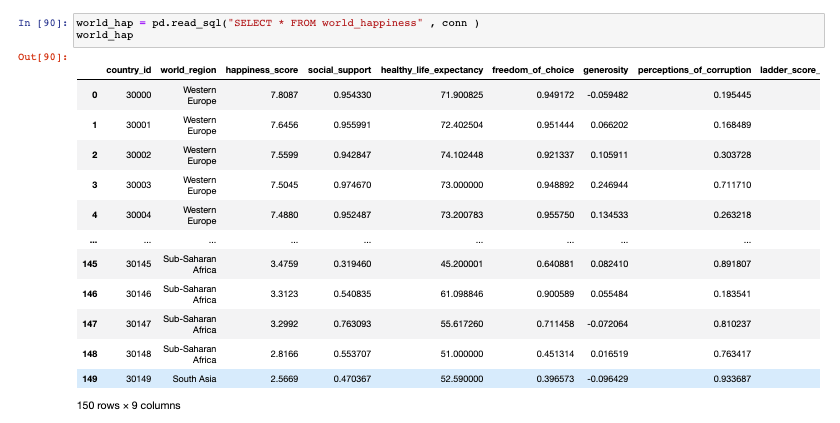 In [90]: world_hap = pd.read_sql("SELECT * FROM world_happiness" , conn )
world_hap
Out[90]:
country_id world_region happiness_score social_support healthy_life_expectancy freedom_of_choice generosity perceptions_of_corruption ladder_score_
0 30000 Western Europe 7.8087 0.954330 71.900825 0.949172 -0.059482 0.195445
1 30001 Western Europe 7.6456 0.955991 72.402504 0.951444 0.066202 0.168489
2 30002 Western Europe 7.5599 0.942847 74.102448 0.921337 0.105911 0.303728
3 30003 Western Europe 7.5045 0.974670 73.000000 0.948892 0.246944 0.711710
4 30004 Western Europe 7.4880 0.952487 73.200783 0.955750 0.134533 0.263218
... ... ... ... ... ... ... ... ...
145 30145 Sub-Saharan Africa 3.4759 0.319460 45.200001 0.640881 0.082410 0.891807
146 30146 Sub-Saharan Africa 3.3123 0.540835 61.098846 0.900589 0.055484 0.183541
147 30147 Sub-Saharan Africa 3.2992 0.763093 55.617260 0.711458 -0.072064 0.810237
148 30148 Sub-Saharan Africa 2.8166 0.553707 51.000000 0.451314 0.016519 0.763417
149 30149 South Asia 2.5669 0.470367 52.590000 0.396573 -0.096429 0.933687
150 rows × 9 columns